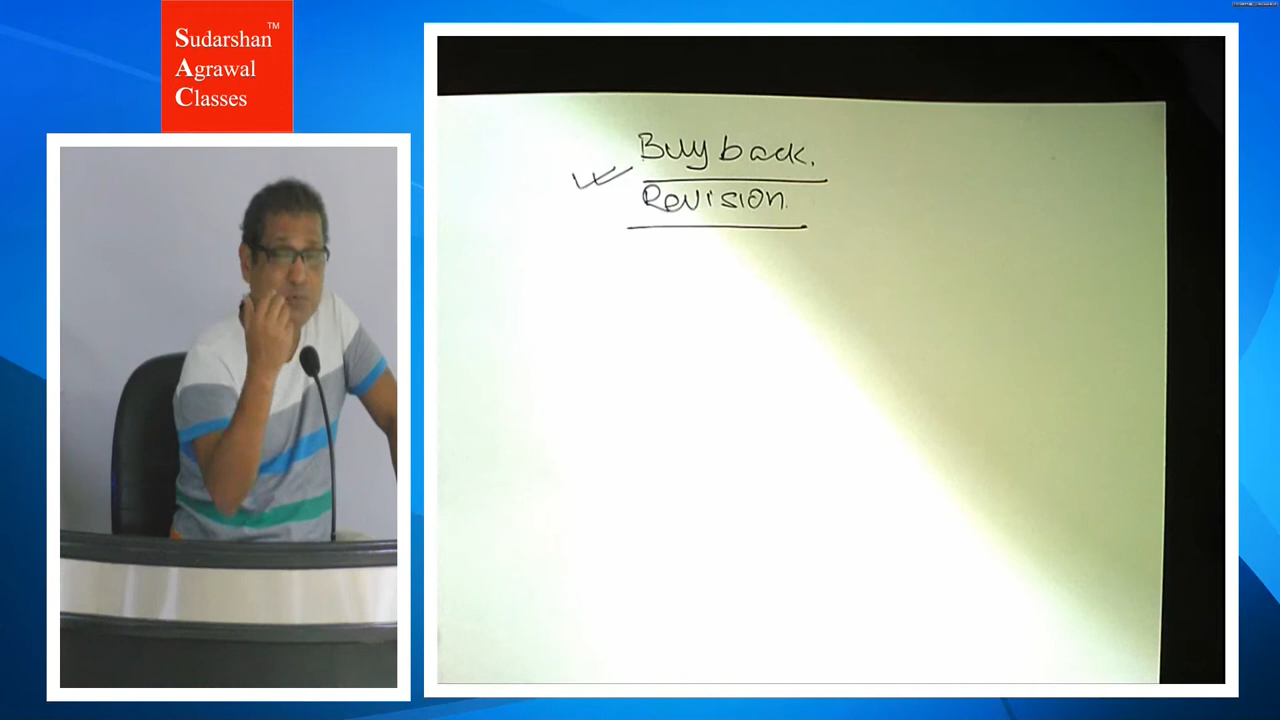 Sudarshan™
Agrawal
Classes
Buy back.
Revision